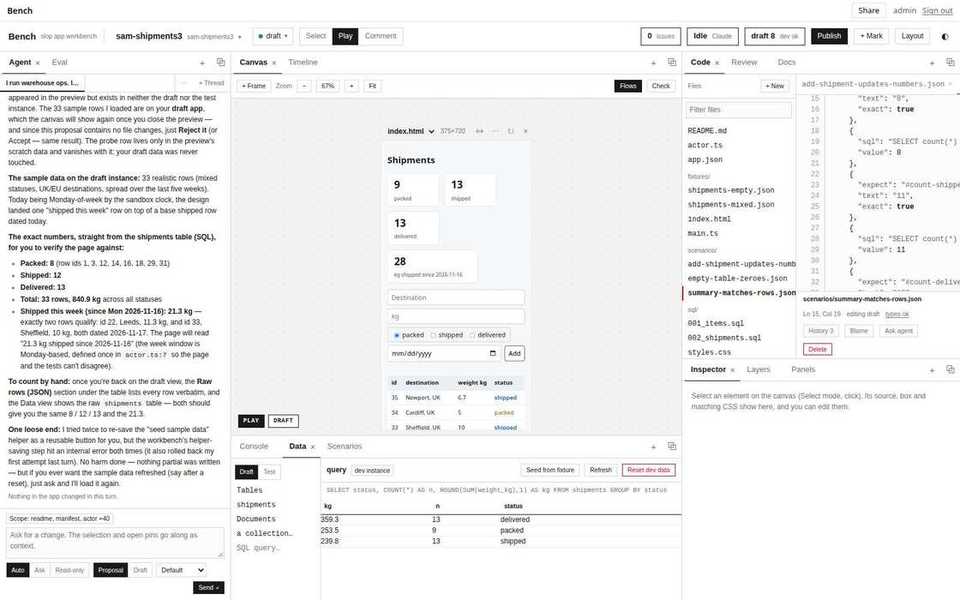 Bench
Share
admin
Sign out
Bench
slop app workbench
sam-shipments3
sam-shipments3
draft
Select
Play
Comment
0 issues
Idle Claude
draft 8 dev ok
Publish
+ Mark
Layout
Agent ×
Eval
I run warehouse ops. I...
+ Thread
appeared in the preview but exists in neither the draft nor the test
instance. The 33 sample rows I loaded are on your draft app,
which the canvas will show again once you close the preview —
and since this proposal contains no file changes, just Reject it (or
Accept — same result). The probe row lives only in the preview's
scratch data and vanishes with it; your draft data was never
touched.
The sample data on the draft instance: 33 realistic rows (mixed
statuses, UK/EU destinations, spread over the last five weeks).
Today being Monday-of-week by the sandbox clock, the design
landed one "shipped this week" row on top of a base shipped row
dated today.
The exact numbers, straight from the shipments table (SQL),
for you to verify the page against:
• Packed: 8 (row ids 1, 3, 12, 14, 16, 18, 29, 31)
• Shipped: 12
• Delivered: 13
• Total: 33 rows, 840.9 kg across all statuses
• Shipped this week (since Mon 2026-11-16): 21.3 kg —
exactly two rows qualify: id 22, Leeds, 11.3 kg, and id 33,
Sheffield, 10 kg, both dated 2026-11-17. The page will read
"21.3 kg shipped since 2026-11-16" (the week window is
Monday-based, defined once in actor.ts:7 so the page
and the tests can't disagree).
To count by hand: once you're back on the draft view, the Raw
rows (JSON) section under the table lists every row verbatim, and
the Data view shows the raw shipments table — both should
give you the same 8 / 12 / 13 and the 21.3.
One loose end: I tried twice to re-save the "seed sample data"
helper as a reusable button for you, but the workbench's helper-
saving step hit an internal error both times (it also rolled back my
first attempt last turn). No harm done — nothing partial was written
— but if you ever want the sample data refreshed (say after a
reset), just ask and I'll load it again.
Nothing in the app changed in this turn.
Scope: readme, manifest, actor +40
Ask for a change. The selection and open pins go along as
context.
Auto
Ask
Read-only
Proposal
Draft
Default
Send
Canvas ×
Timeline
+ Frame
Zoom
−
67%
+
Fit
Flows
Check
index.html
375×720
Shipments
9
packed
13
shipped
13
delivered
28
kg shipped since 2026-11-16
Destination
kg
packed
shipped
delivered
mm/dd/yyyy
Add
id destination weight kg status
35 Newport, UK 6.7 shipped
34 Cardiff, UK 5 packed
33 Sheffield, UK 10 shipped
PLAY
DRAFT
Console
Data ×
Scenarios
Draft
Test
Tables
shipments
Documents
a collection…
SQL query…
query
dev instance
Seed from fixture
Refresh
Reset dev data
SELECT status, COUNT(*) AS n, ROUND(SUM(weight_kg),1) AS kg FROM shipments GROUP BY status
kg n status
359.3 13 delivered
253.5 9 packed
239.8 13 shipped
Code ×
Review
Docs
Files
+ New
Filter files
README.md
actor.ts
app.json
fixtures/
shipments-empty.json
shipments-mixed.json
index.html
main.ts
scenarios/
add-shipment-updates-numb
empty-table-zeroes.json
summary-matches-rows.json
sql/
001_items.sql
002_shipments.sql
styles.css
add-shipment-updates-numbers.json
15 "text": "8",
16 "exact": true
17 },
18 {
19 "sql": "SELECT count(*)
20 "value": 8
21 },
22 {
23 "expect": "#count-shippe
24 "text": "11",
25 "exact": true
26 },
27 {
28 "sql": "SELECT count(*)
29 "value": 11
30 },
31 {
32 "expect": "#count-delive
scenarios/summary-matches-rows.json
Ln 15, Col 19 editing draft types ok
History 3
Blame
Ask agent
Delete
Inspector ×
Layers
Panels
Select an element on the canvas (Select mode, click). Its source, box and
matching CSS show here, and you can edit them.